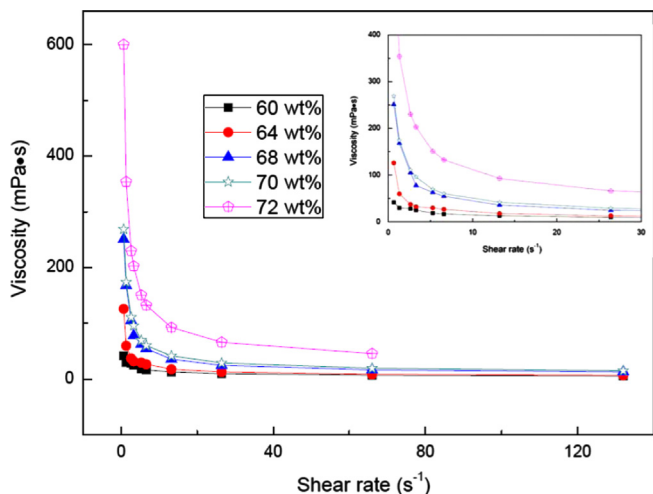 600
400
200
0
Viscosity (mPa•s)
0
40
80
120
Shear rate (s⁻¹)
60 wt%
64 wt%
68 wt%
70 wt%
72 wt%
400
300
200
100
0
Viscosity (mPa•s)
0
10
20
30
Shear rate (s⁻¹)